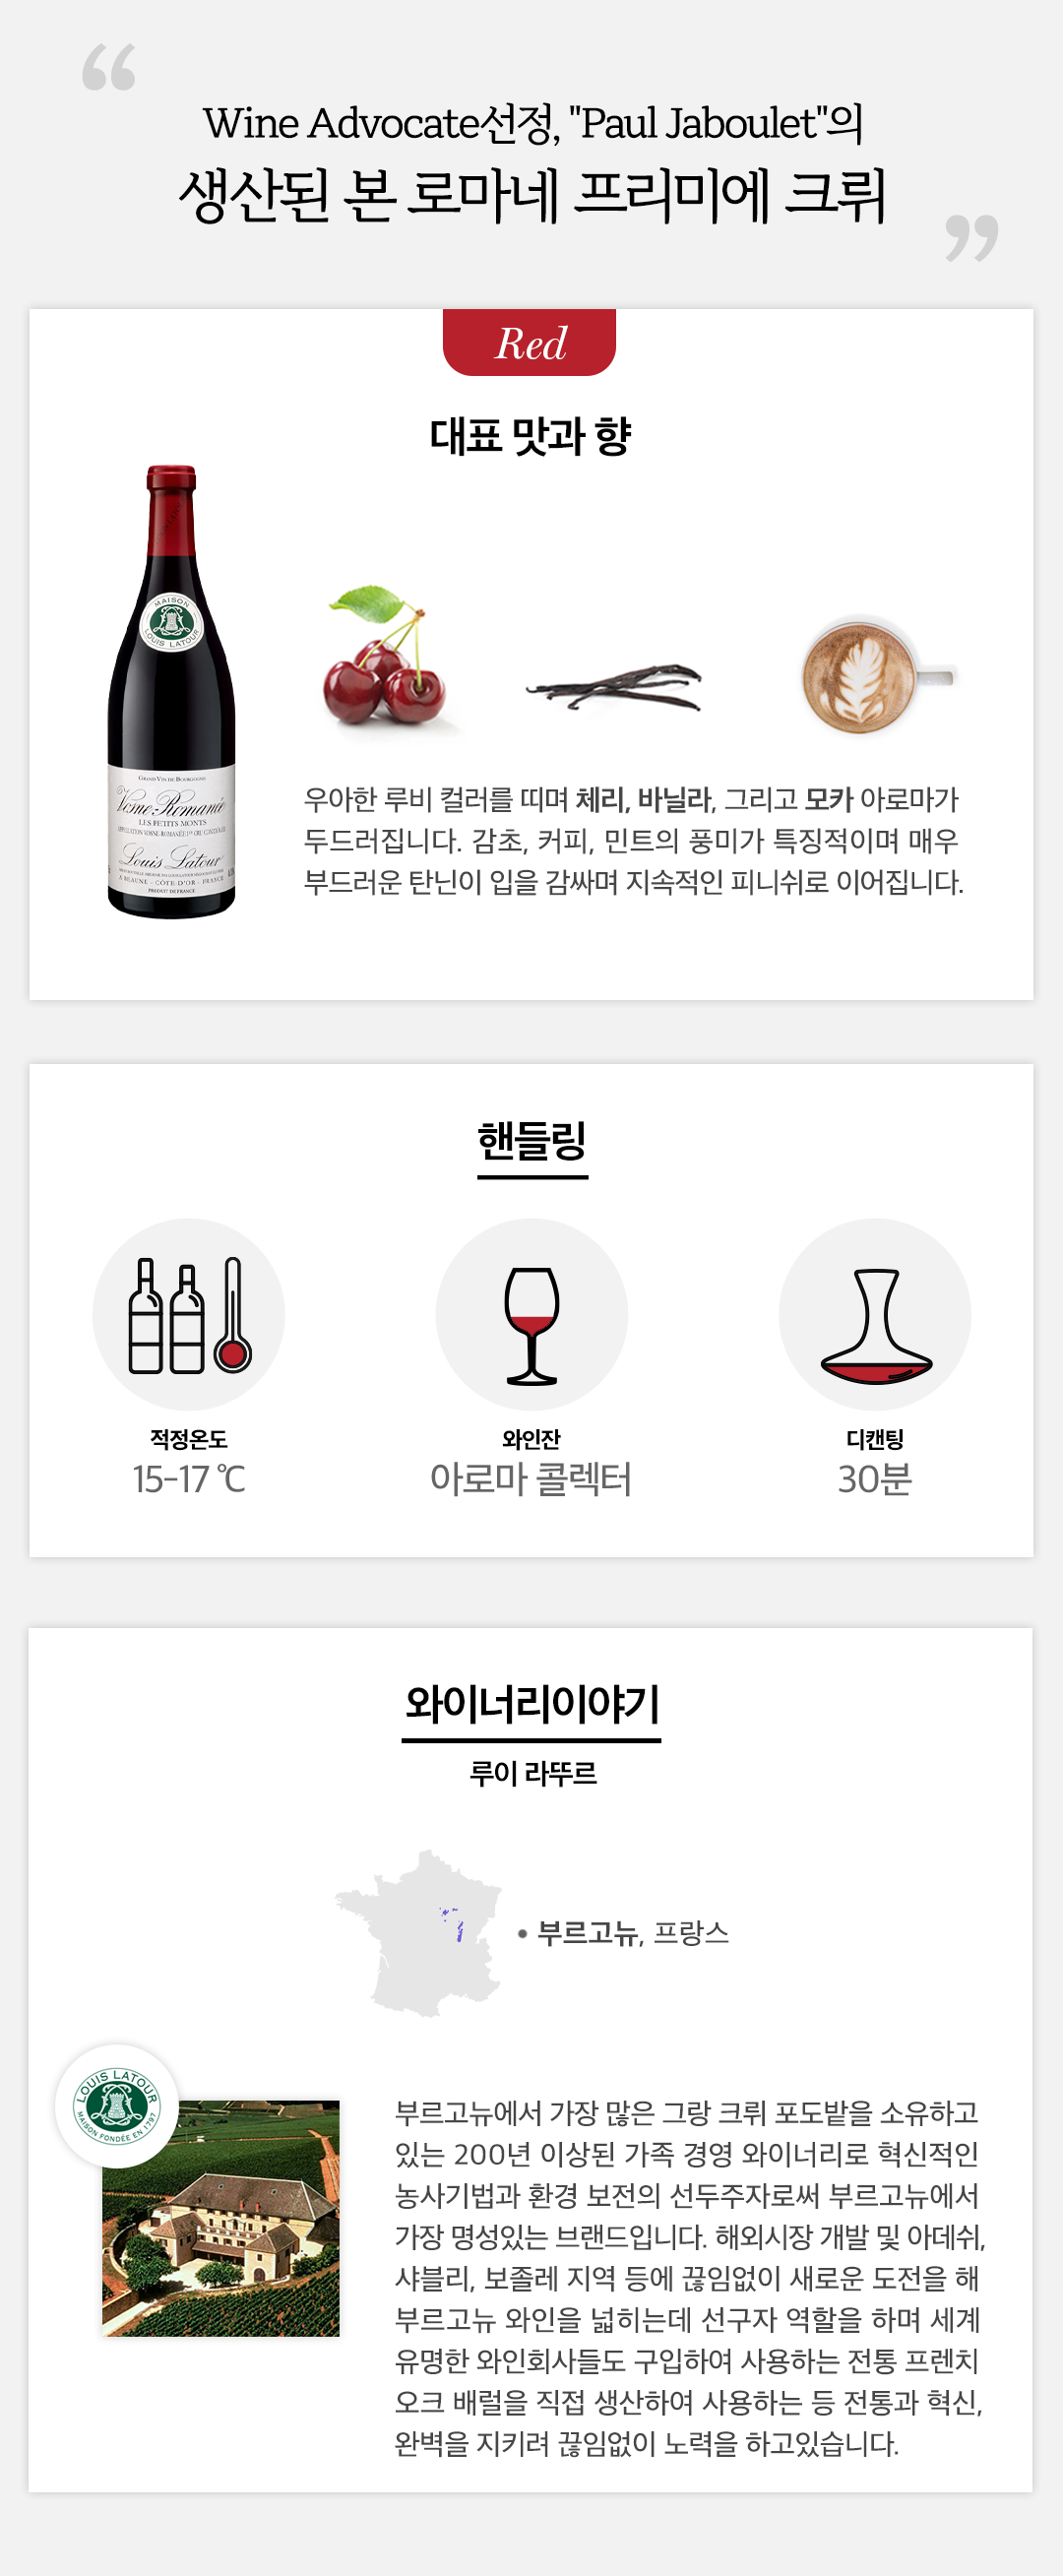 “
Wine Advocate선정, "Paul Jaboulet"의
생산된 본 로마네 프리미에 크뤼
”
Red
대표 맛과 향
MAISON
LOUIS LATOUR
GRAND VIN DE BOURGOGNE
Vosne-Romanée
LES PETITS MONTS
Louis Latour
A BEAUNE - CÔTE-D'OR - FRANCE
PRODUIT DE FRANCE
우아한 루비 컬러를 띠며 체리, 바닐라, 그리고 모카 아로마가
두드러집니다. 감초, 커피, 민트의 풍미가 특징적이며 매우
부드러운 탄닌이 입을 감싸며 지속적인 피니쉬로 이어집니다.
핸들링
적정온도
15-17 ℃
와인잔
아로마 콜렉터
디캔팅
30분
와이너리이야기
루이 라뚜르
• 부르고뉴, 프랑스
LOUIS LATOUR
MAISON FONDÉE EN 1797
부르고뉴에서 가장 많은 그랑 크뤼 포도밭을 소유하고
있는 200년 이상된 가족 경영 와이너리로 혁신적인
농사기법과 환경 보전의 선두주자로써 부르고뉴에서
가장 명성있는 브랜드입니다. 해외시장 개발 및 아데쉬,
샤블리, 보졸레 지역 등에 끊임없이 새로운 도전을 해
부르고뉴 와인을 넓히는데 선구자 역할을 하며 세계
유명한 와인회사들도 구입하여 사용하는 전통 프렌치
오크 배럴을 직접 생산하여 사용하는 등 전통과 혁신,
완벽을 지키려 끊임없이 노력을 하고있습니다.